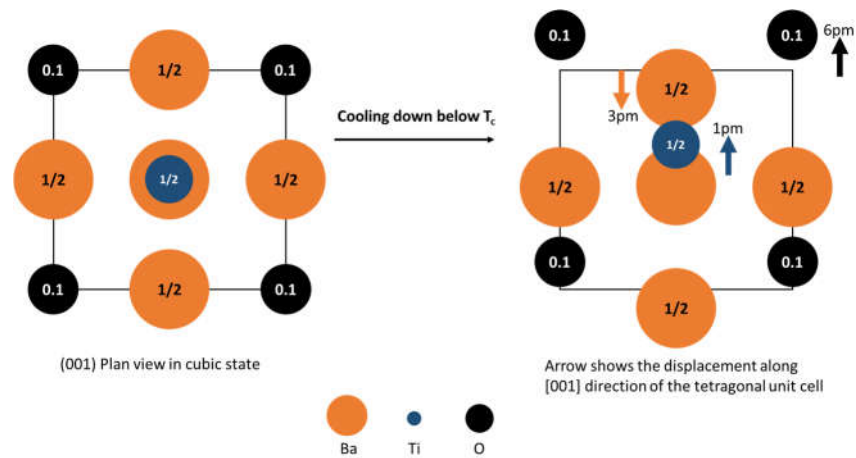 0.1
1/2
0.1
1/2
1/2
1/2
0.1
1/2
0.1
(001) Plan view in cubic state
Cooling down below Tc
0.1
0.1
6pm
1/2
3pm
1/2
1pm
1/2
1/2
0.1
0.1
1/2
Arrow shows the displacement along
[001] direction of the tetragonal unit cell
Ba
Ti
O